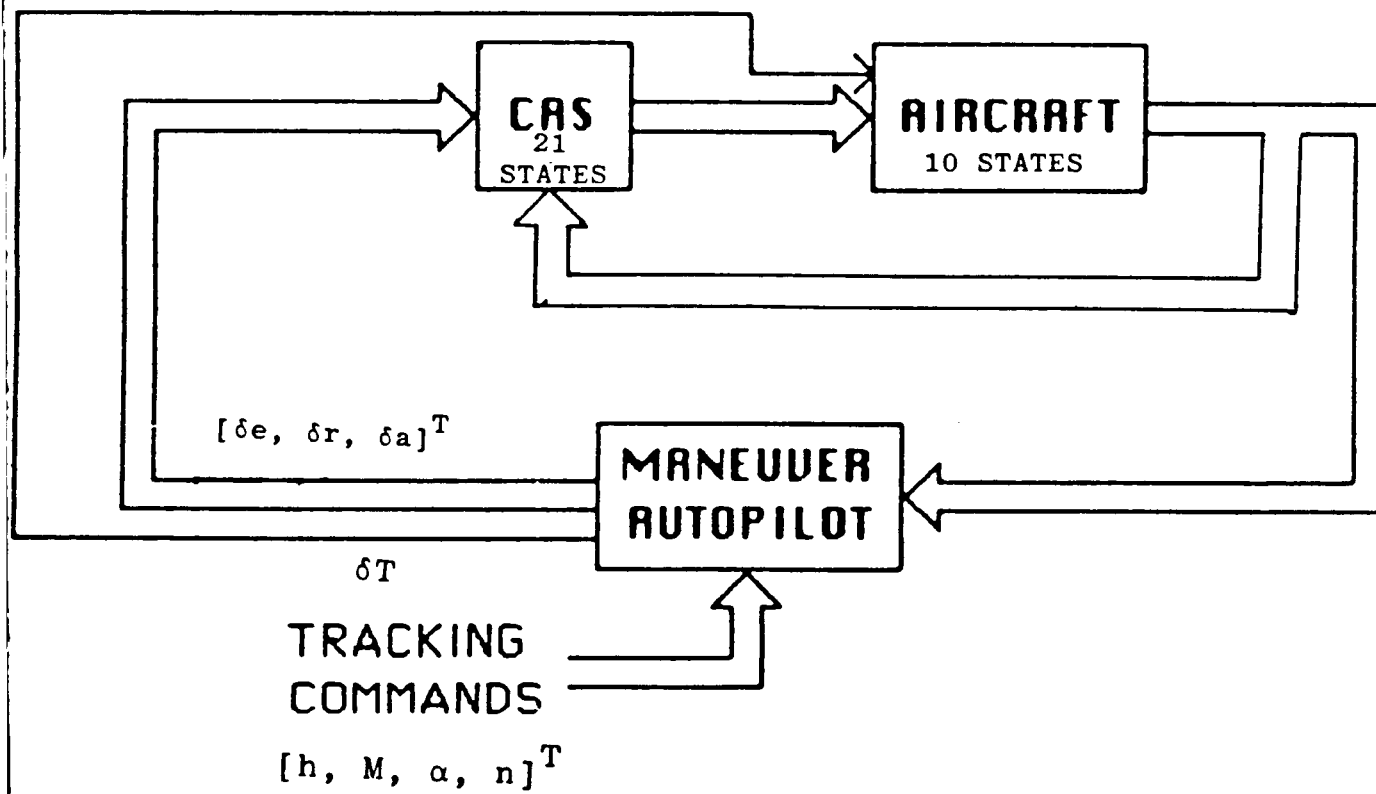 CAS
21
STATES
AIRCRAFT
10 STATES
[δe, δr, δa]ᵀ
MANEUVER
AUTOPILOT
δT
TRACKING
COMMANDS
[h, M, α, n]ᵀ